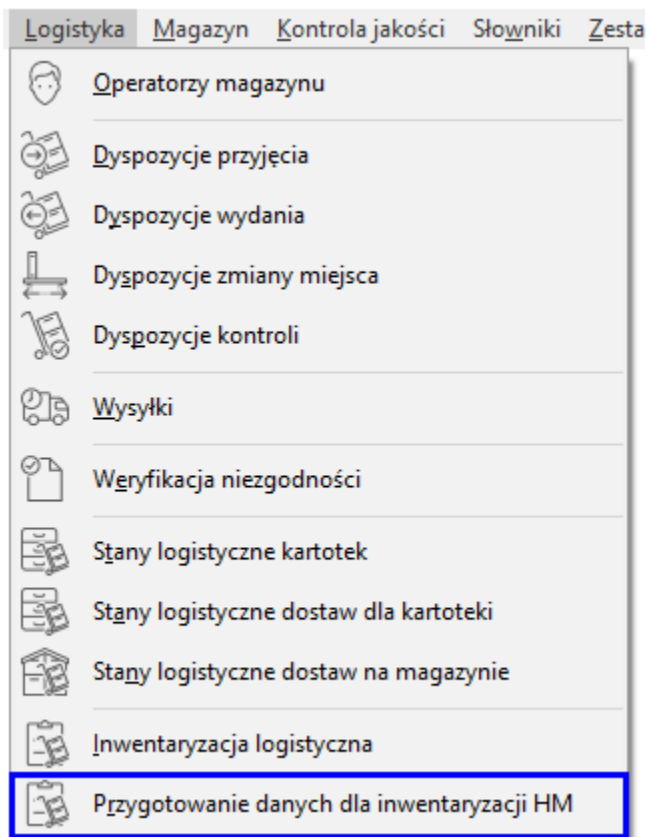 Logistyka Magazyn Kontrola jakości Słowniki Zesta
Operatorzy magazynu
Dyspozycje przyjęcia
Dyspozycje wydania
Dyspozycje zmiany miejsca
Dyspozycje kontroli
Wysyłki
Weryfikacja niezgodności
Stany logistyczne kartotek
Stany logistyczne dostaw dla kartoteki
Stany logistyczne dostaw na magazynie
Inwentaryzacja logistyczna
Przygotowanie danych dla inwentaryzacji HM